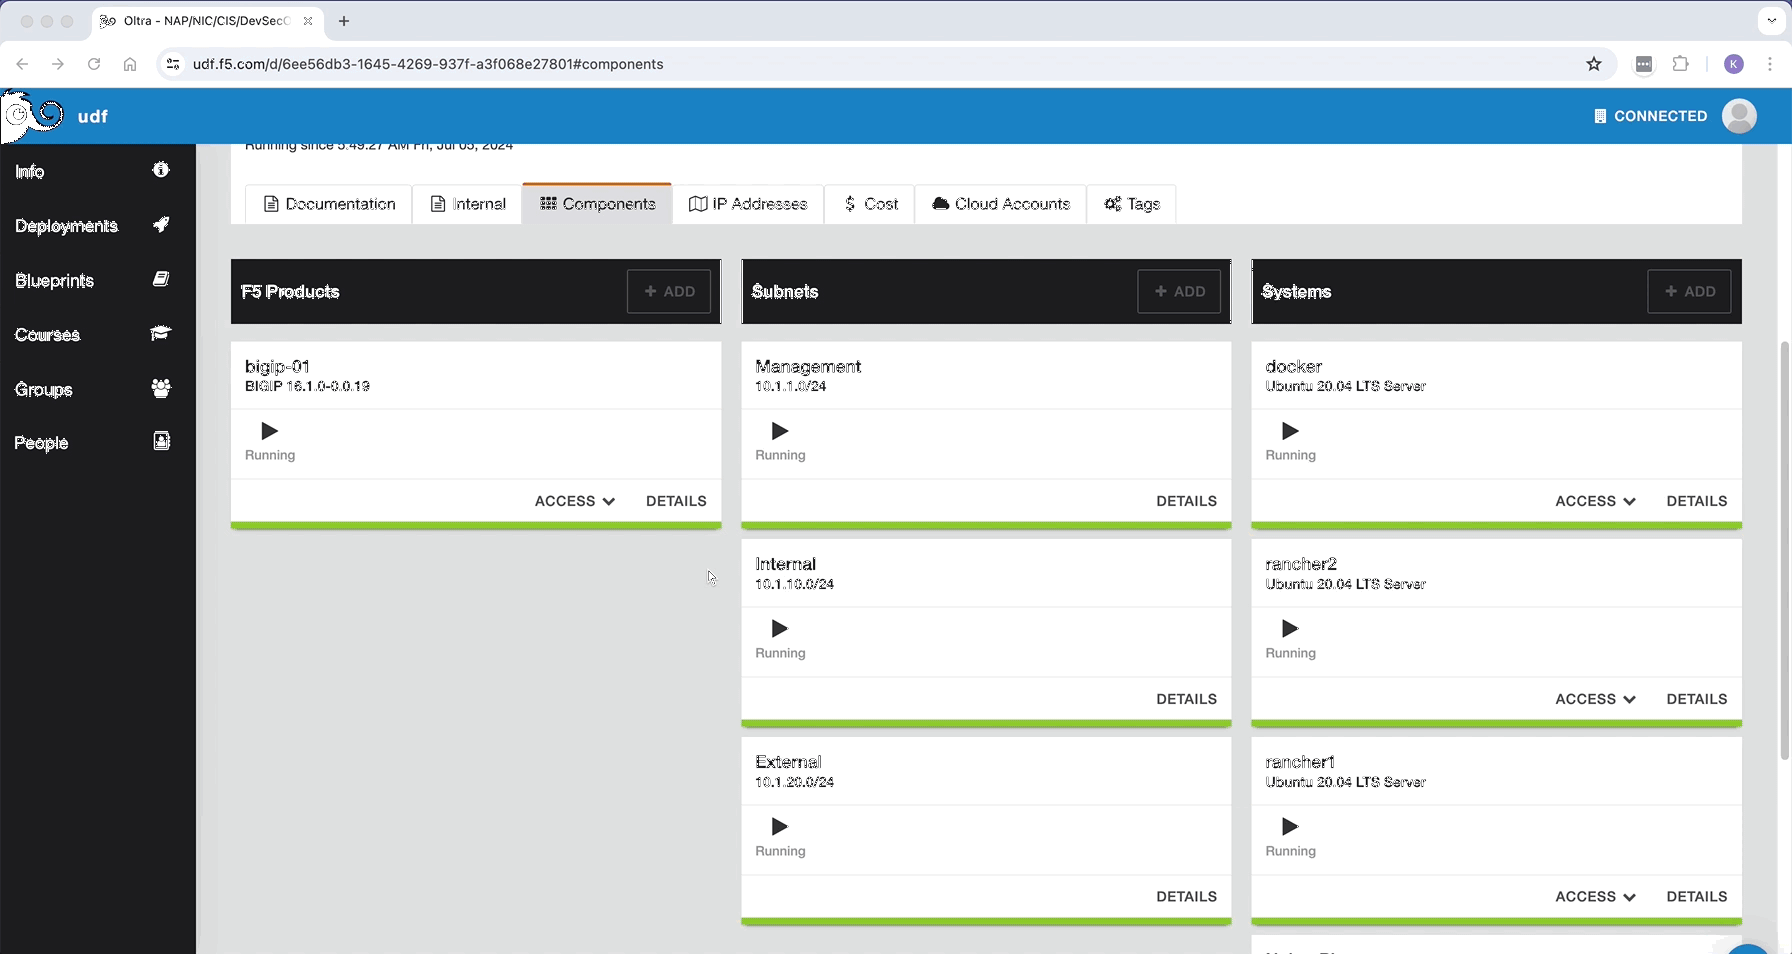 Oltra - NAP/NIC/CIS/DevSecO
udf.f5.com/d/6ee56db3-1645-4269-937f-a3f068e27801#components
K
udf
CONNECTED
Info
Deployments
Blueprints
Courses
Groups
People
Running since 5:49:27 AM Fri, Jul 05, 2024
Documentation
Internal
Components
IP Addresses
$ Cost
Cloud Accounts
Tags
F5 Products
+ ADD
bigip-01
BIGIP 16.1.0-0.0.19
Running
ACCESS
DETAILS
Subnets
+ ADD
Management
10.1.1.0/24
Running
DETAILS
Internal
10.1.10.0/24
Running
DETAILS
External
10.1.20.0/24
Running
DETAILS
Systems
+ ADD
docker
Ubuntu 20.04 LTS Server
Running
ACCESS
DETAILS
rancher2
Ubuntu 20.04 LTS Server
Running
ACCESS
DETAILS
rancher1
Ubuntu 20.04 LTS Server
Running
ACCESS
DETAILS